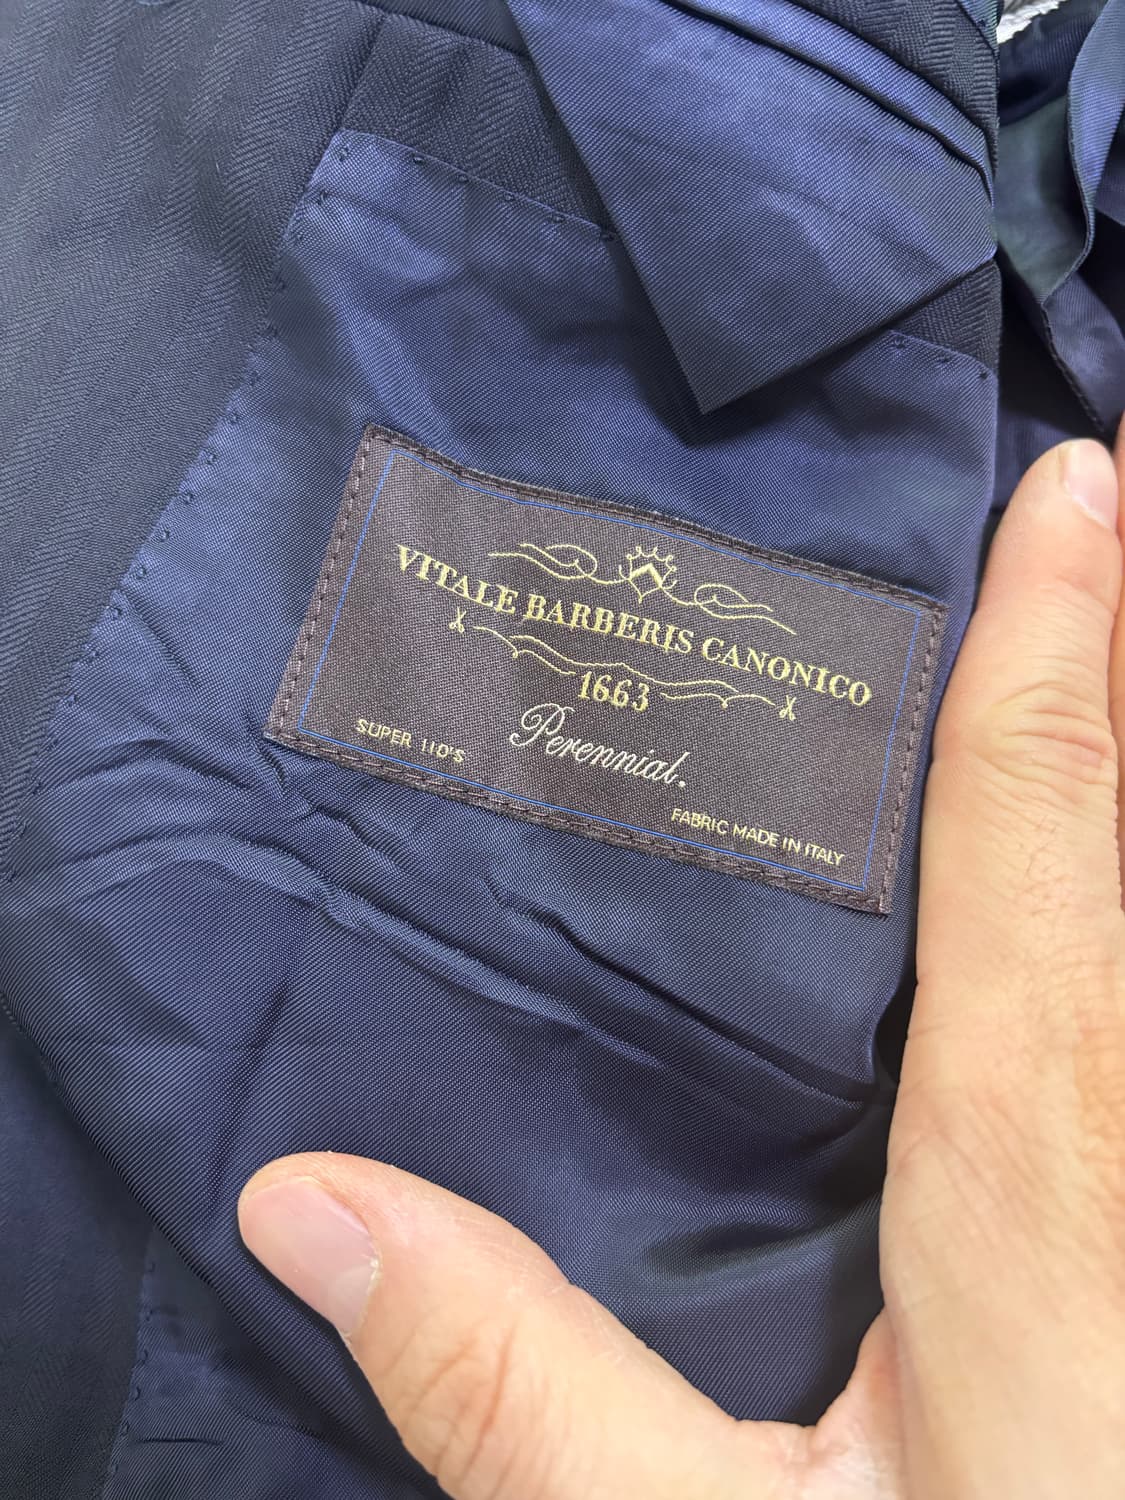 VITALE BARBERIS CANONICO
1663
Perennial.
SUPER 110'S
FABRIC MADE IN ITALY